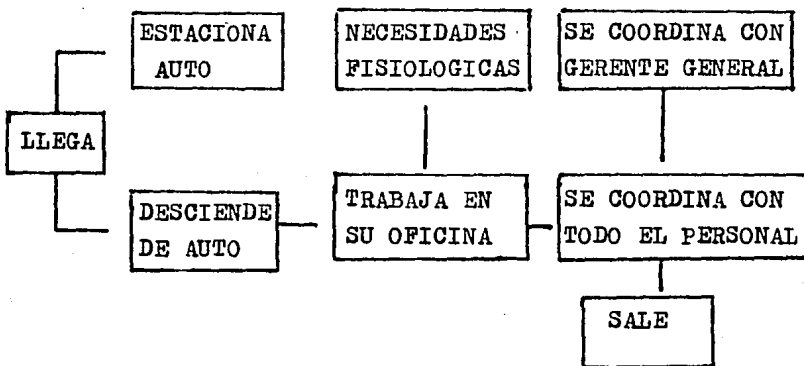 ESTACIONA
AUTO
NECESIDADES
FISIOLOGICAS
SE COORDINA CON
GERENTE GENERAL
LLEGA
DESCIENDE
DE AUTO
TRABAJA EN
SU OFICINA
SE COORDINA CON
TODO EL PERSONAL
SALE